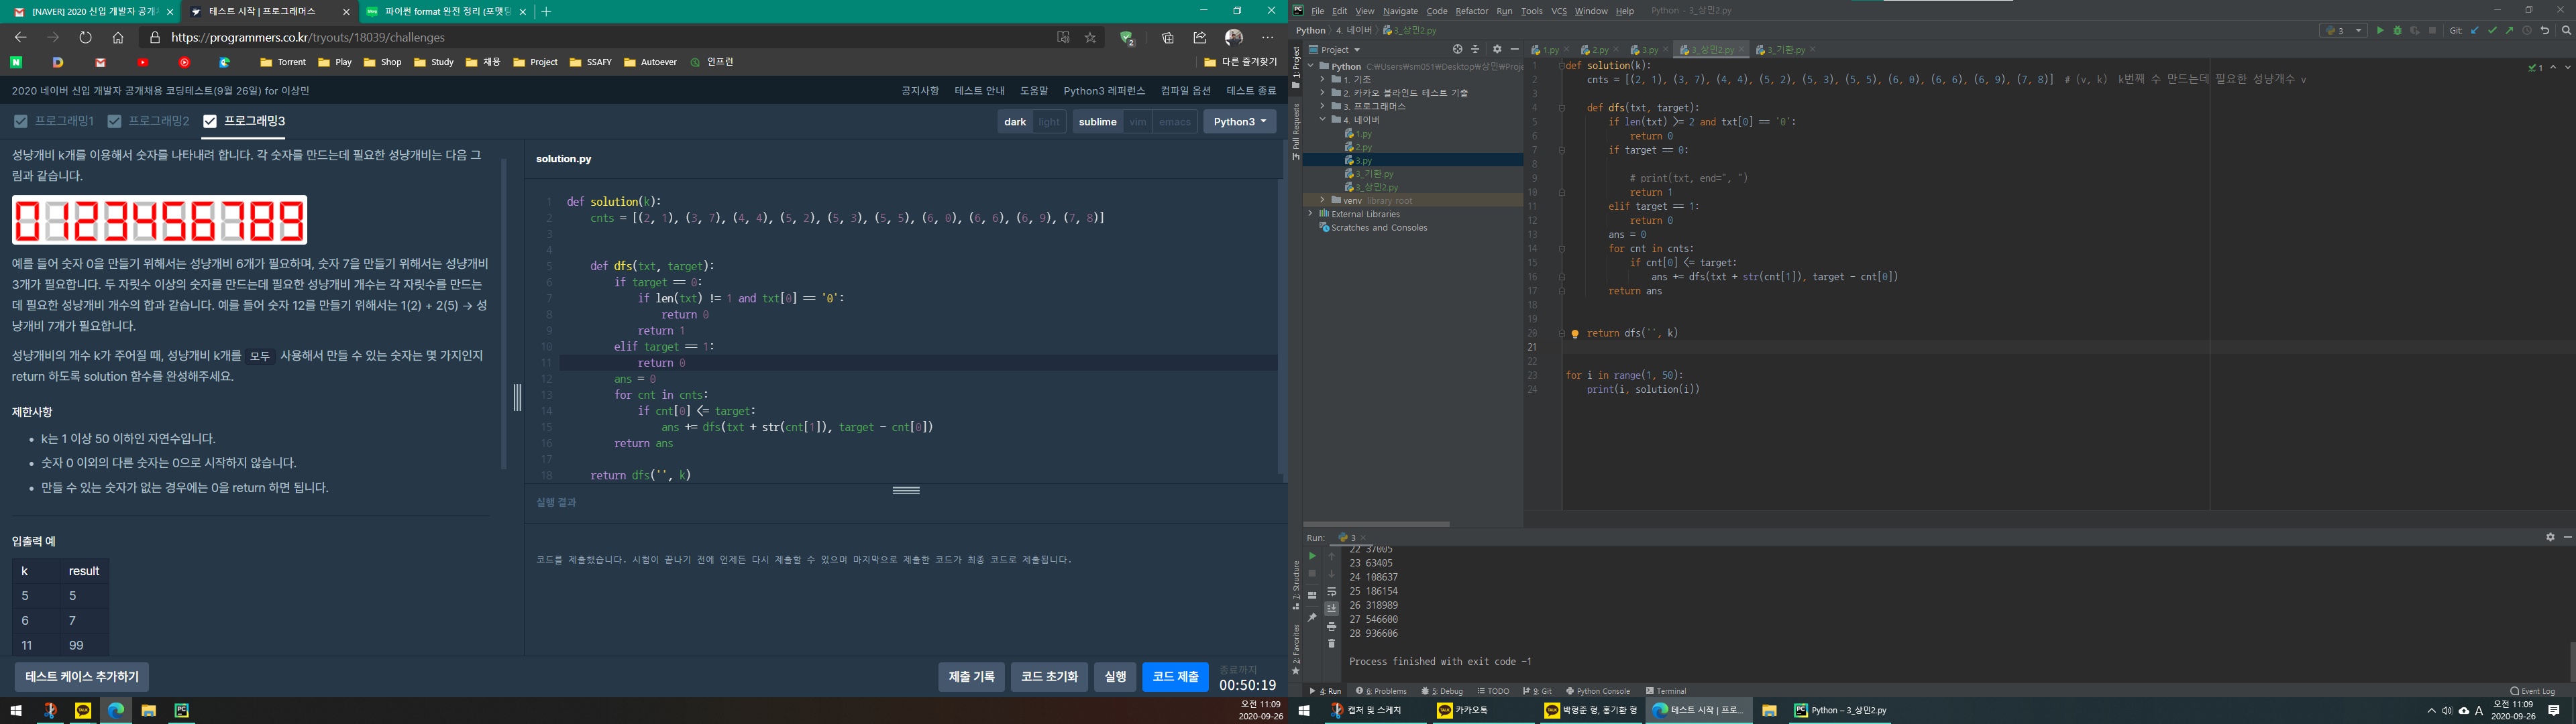 [NAVER] 2020 신입 개발자 공개
테스트 시작 | 프로그래머스
파이썬 format 완전 정리 (포맷팅
https://programmers.co.kr/tryouts/18039/challenges
Torrent
Play
Shop
Study
채용
Project
SSAFY
Autoever
인프런
다른 즐겨찾기
2020 네이버 신입 개발자 공개채용 코딩테스트(9월 26일) for 이상민
공지사항
테스트 안내
도움말
Python3 레퍼런스
컴파일 옵션
테스트 종료
프로그래밍1
프로그래밍2
프로그래밍3
dark
light
sublime
vim
emacs
Python3
성냥개비 k개를 이용해서 숫자를 나타내려 합니다. 각 숫자를 만드는데 필요한 성냥개비는 다음 그
림과 같습니다.
0123456789
예를 들어 숫자 0을 만들기 위해서는 성냥개비 6개가 필요하며, 숫자 7을 만들기 위해서는 성냥개비
3개가 필요합니다. 두 자릿수 이상의 숫자를 만드는데 필요한 성냥개비 개수는 각 자릿수를 만드는
데 필요한 성냥개비 개수의 합과 같습니다. 예를 들어 숫자 12를 만들기 위해서는 1(2) + 2(5) → 성
냥개비 7개가 필요합니다.
성냥개비의 개수 k가 주어질 때, 성냥개비 k개를 모두 사용해서 만들 수 있는 숫자는 몇 가지인지
return 하도록 solution 함수를 완성해주세요.
제한사항
• k는 1 이상 50 이하인 자연수입니다.
• 숫자 0 이외의 다른 숫자는 0으로 시작하지 않습니다.
• 만들 수 있는 숫자가 없는 경우에는 0을 return 하면 됩니다.
입출력 예
k result
5 5
6 7
11 99
테스트 케이스 추가하기
solution.py
1 def solution(k):
2 cnts = [(2, 1), (3, 7), (4, 4), (5, 2), (5, 3), (5, 5), (6, 0), (6, 6), (6, 9), (7, 8)]
3
4
5 def dfs(txt, target):
6 if target == 0:
7 if len(txt) != 1 and txt[0] == '0':
8 return 0
9 return 1
10 elif target == 1:
11 return 0
12 ans = 0
13 for cnt in cnts:
14 if cnt[0] <= target:
15 ans += dfs(txt + str(cnt[1]), target - cnt[0])
16 return ans
17
18 return dfs('', k)
실행 결과
코드를 제출했습니다. 시험이 끝나기 전에 언제든 다시 제출할 수 있으며 마지막으로 제출한 코드가 최종 코드로 제출됩니다.
제출 기록
코드 초기화
실행
코드 제출
종료까지
00:50:19
오전 11:09
2020-09-26
File Edit View Navigate Code Refactor Run Tools VCS Window Help Python - 3_상민2.py
Python 4. 네이버 3_상민2.py
3
Git:
1: Project
Pull Requests
Project
Python C:₩Users₩sm051₩Desktop₩상민₩Proje
1. 기초
2. 카카오 블라인드 테스트 기출
3. 프로그래머스
4. 네이버
1.py
2.py
3.py
3_기환.py
3_상민2.py
venv library root
External Libraries
Scratches and Consoles
1.py
2.py
3.py
3_상민2.py
3_기환.py
1 def solution(k):
2 cnts = [(2, 1), (3, 7), (4, 4), (5, 2), (5, 3), (5, 5), (6, 0), (6, 6), (6, 9), (7, 8)] # (v, k) k번째 수 만드는데 필요한 성냥개수 v
3
4 def dfs(txt, target):
5 if len(txt) >= 2 and txt[0] == '0':
6 return 0
7 if target == 0:
8
9 # print(txt, end=", ")
10 return 1
11 elif target == 1:
12 return 0
13 ans = 0
14 for cnt in cnts:
15 if cnt[0] <= target:
16 ans += dfs(txt + str(cnt[1]), target - cnt[0])
17 return ans
18
19
20 return dfs('', k)
21
22
23 for i in range(1, 50):
24 print(i, solution(i))
1
Run: 3
22 37005
23 63405
24 108637
25 186154
26 318989
27 546600
28 936606
Process finished with exit code -1
7: Structure
2: Favorites
4: Run
6: Problems
5: Debug
TODO
9: Git
Python Console
Terminal
Event Log
캡처 및 스케치
카카오톡
박형준 형, 홍기환 형
테스트 시작 | 프로...
Python – 3_상민2.py
A
오전 11:09
2020-09-26